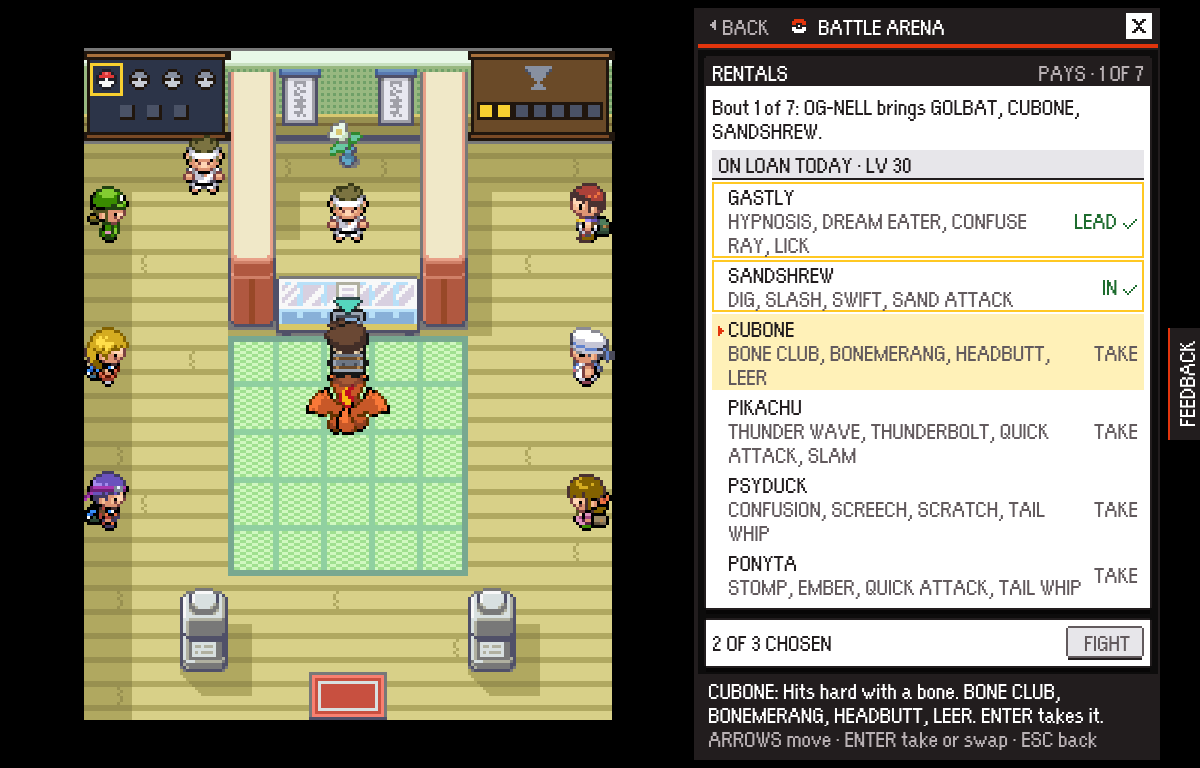 BACK BATTLE ARENA X
RENTALS PAYS · 1 OF 7
Bout 1 of 7: OG-NELL brings GOLBAT, CUBONE,
SANDSHREW.
ON LOAN TODAY · LV 30
GASTLY
HYPNOSIS, DREAM EATER, CONFUSE
RAY, LICK
LEAD ✓
SANDSHREW
DIG, SLASH, SWIFT, SAND ATTACK
IN ✓
CUBONE
BONE CLUB, BONEMERANG, HEADBUTT,
LEER
TAKE
PIKACHU
THUNDER WAVE, THUNDERBOLT, QUICK
ATTACK, SLAM
TAKE
PSYDUCK
CONFUSION, SCREECH, SCRATCH, TAIL
WHIP
TAKE
PONYTA
STOMP, EMBER, QUICK ATTACK, TAIL WHIP
TAKE
2 OF 3 CHOSEN FIGHT
CUBONE: Hits hard with a bone. BONE CLUB,
BONEMERANG, HEADBUTT, LEER. ENTER takes it.
ARROWS move · ENTER take or swap · ESC back
FEEDBACK